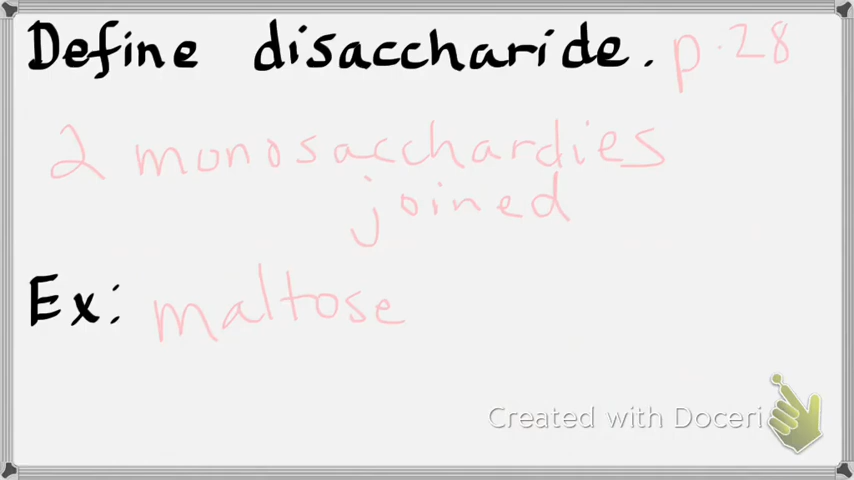 Define disaccharide. p.28
2 monosacchardies
joined
Ex: maltose
Created with Doceri